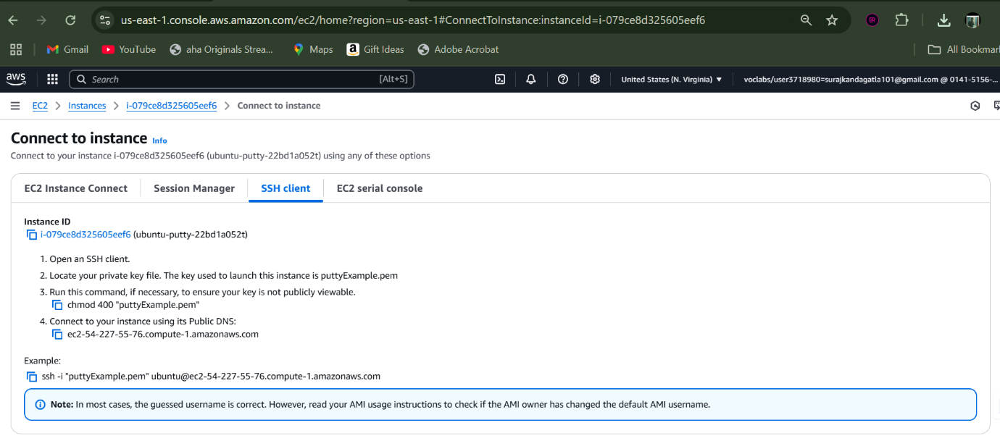 us-east-1.console.aws.amazon.com/ec2/home?region=us-east-1#ConnectToInstance:instanceId=i-079ce8d325605eef6
Gmail YouTube aha Originals Strea... Maps Gift Ideas Adobe Acrobat All Bookmar
aws Search [Alt+S] United States (N. Virginia) ▼ voclabs/user3718980=surajkandagatla101@gmail.com @ 0141-5156-...
EC2 > Instances > i-079ce8d325605eef6 > Connect to instance
Connect to instance Info
Connect to your instance i-079ce8d325605eef6 (ubuntu-putty-22bd1a052t) using any of these options
EC2 Instance Connect Session Manager SSH client EC2 serial console
Instance ID
i-079ce8d325605eef6 (ubuntu-putty-22bd1a052t)
1. Open an SSH client.
2. Locate your private key file. The key used to launch this instance is puttyExample.pem
3. Run this command, if necessary, to ensure your key is not publicly viewable.
chmod 400 "puttyExample.pem"
4. Connect to your instance using its Public DNS:
ec2-54-227-55-76.compute-1.amazonaws.com
Example:
ssh -i "puttyExample.pem" ubuntu@ec2-54-227-55-76.compute-1.amazonaws.com
Note: In most cases, the guessed username is correct. However, read your AMI usage instructions to check if the AMI owner has changed the default AMI username.